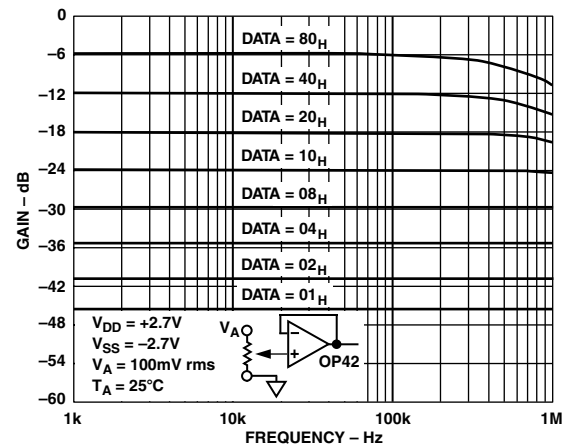 0
–6
–12
–18
–24
–30
–36
–42
–48
–54
–60
GAIN – dB
DATA = 80H
DATA = 40H
DATA = 20H
DATA = 10H
DATA = 08H
DATA = 04H
DATA = 02H
DATA = 01H
VDD = +2.7V
VSS = –2.7V
VA = 100mV rms
TA = 25°C
VA
–
+
OP42
1k
10k
100k
1M
FREQUENCY – Hz